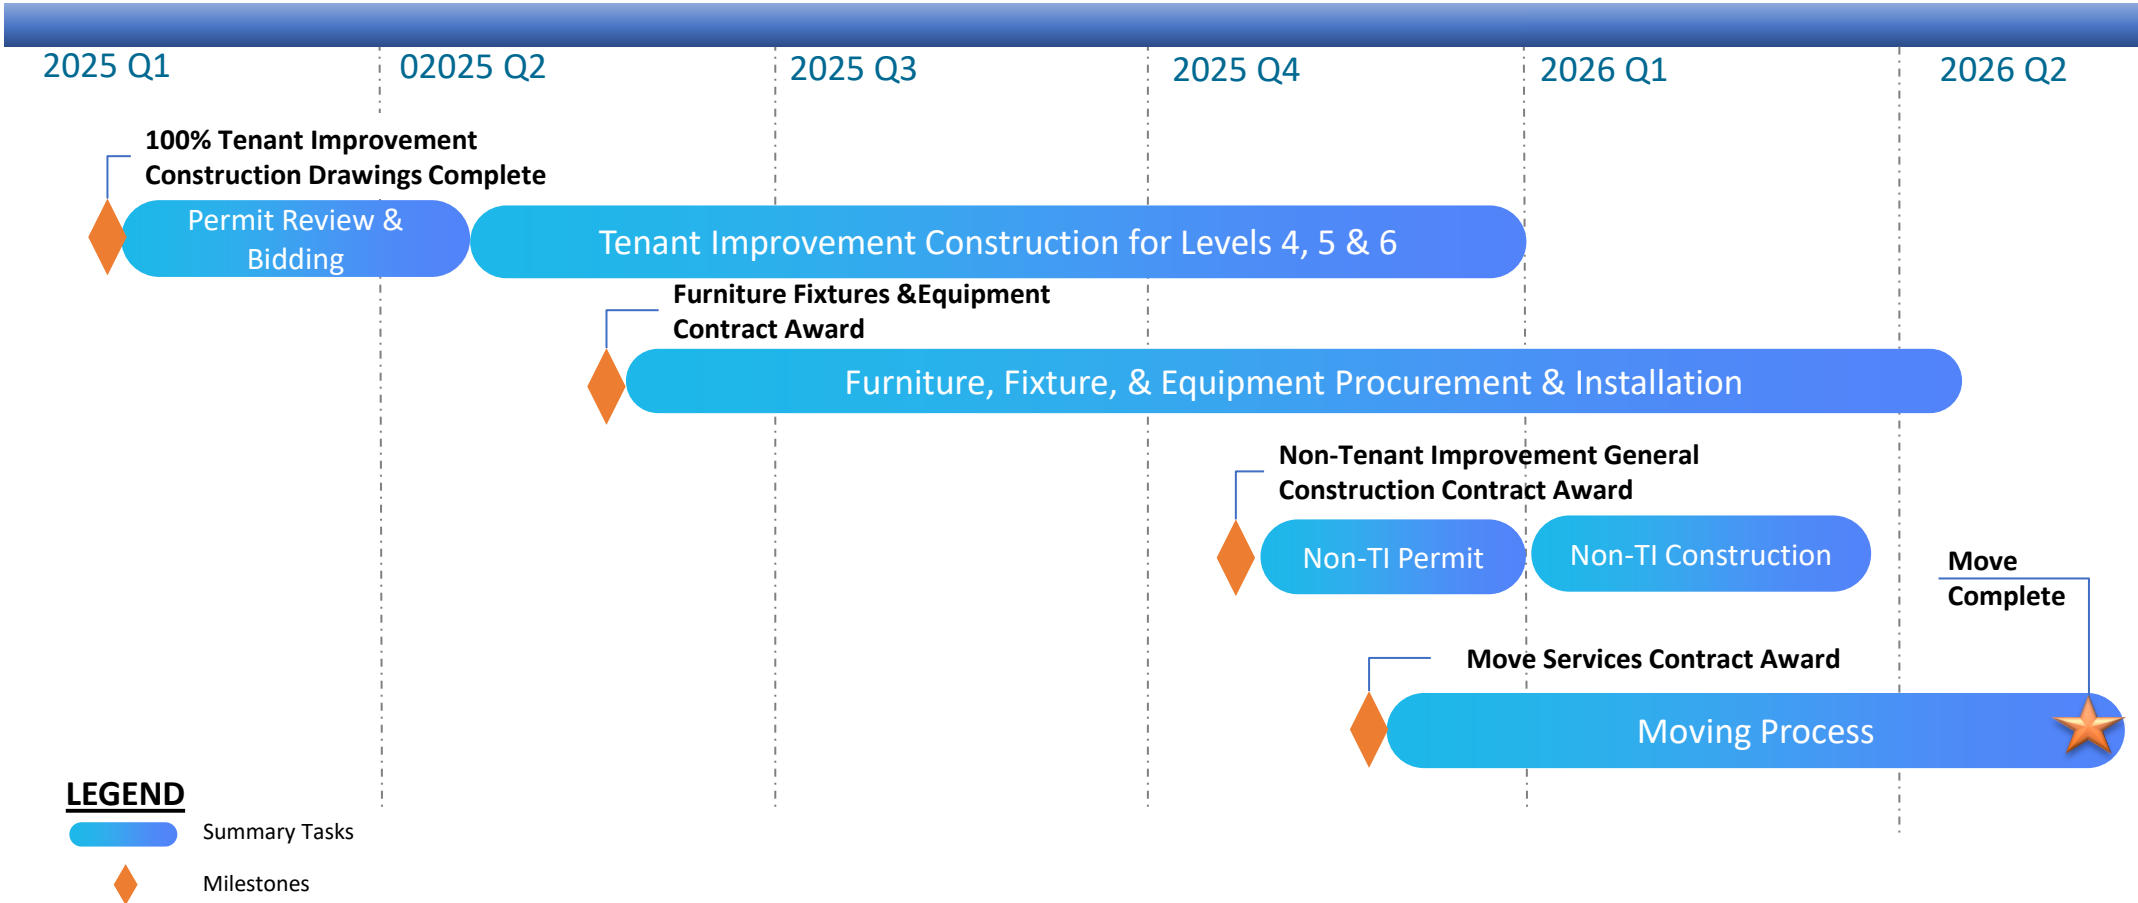 2025 Q1
02025 Q2
2025 Q3
2025 Q4
2026 Q1
2026 Q2
100% Tenant Improvement
Construction Drawings Complete
Permit Review &
Bidding
Tenant Improvement Construction for Levels 4, 5 & 6
Furniture Fixtures &Equipment
Contract Award
Furniture, Fixture, & Equipment Procurement & Installation
Non-Tenant Improvement General
Construction Contract Award
Non-TI Permit
Non-TI Construction
Move
Complete
Move Services Contract Award
Moving Process
LEGEND
Summary Tasks
Milestones